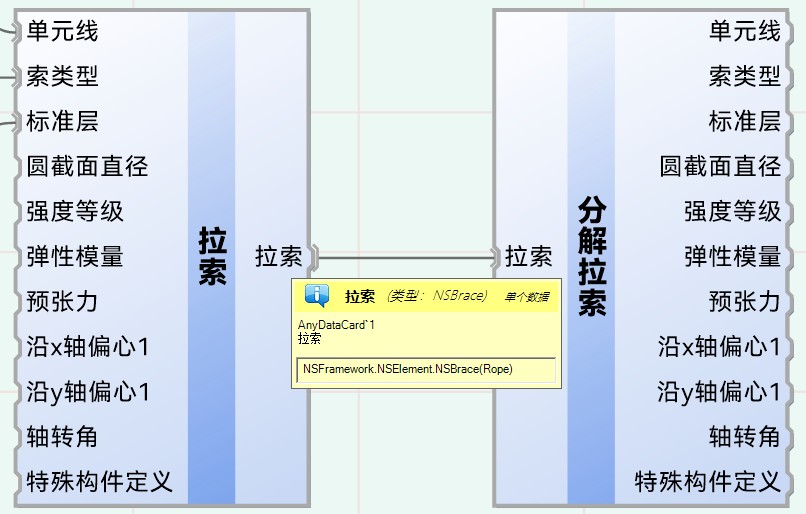 单元线
索类型
标准层
圆截面直径
强度等级
弹性模量
预张力
沿x轴偏心1
沿y轴偏心1
轴转角
特殊构件定义
拉索
拉索
拉索
分解拉索
单元线
索类型
标准层
圆截面直径
强度等级
弹性模量
预张力
沿x轴偏心1
沿y轴偏心1
轴转角
特殊构件定义
拉索 (类型: NSBrace) 单个数据
AnyDataCard`1
拉索
NSFramework.NSElement.NSBrace(Rope)